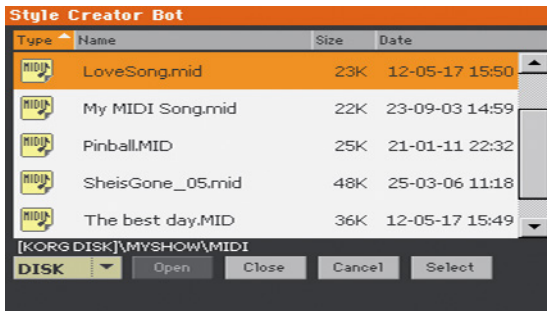 Style Creator Bot
Type Name Size Date
MIDI LoveSong.mid 23K 12-05-17 15:50
MIDI My MIDI Song.mid 22K 23-09-03 14:59
MIDI Pinball.MID 25K 21-01-11 22:32
MIDI SheisGone_05.mid 48K 25-03-06 11:18
MIDI The best day.MID 36K 12-05-17 15:49
[KORG DISK]\MYSHOW\MIDI
DISK Open Close Cancel Select